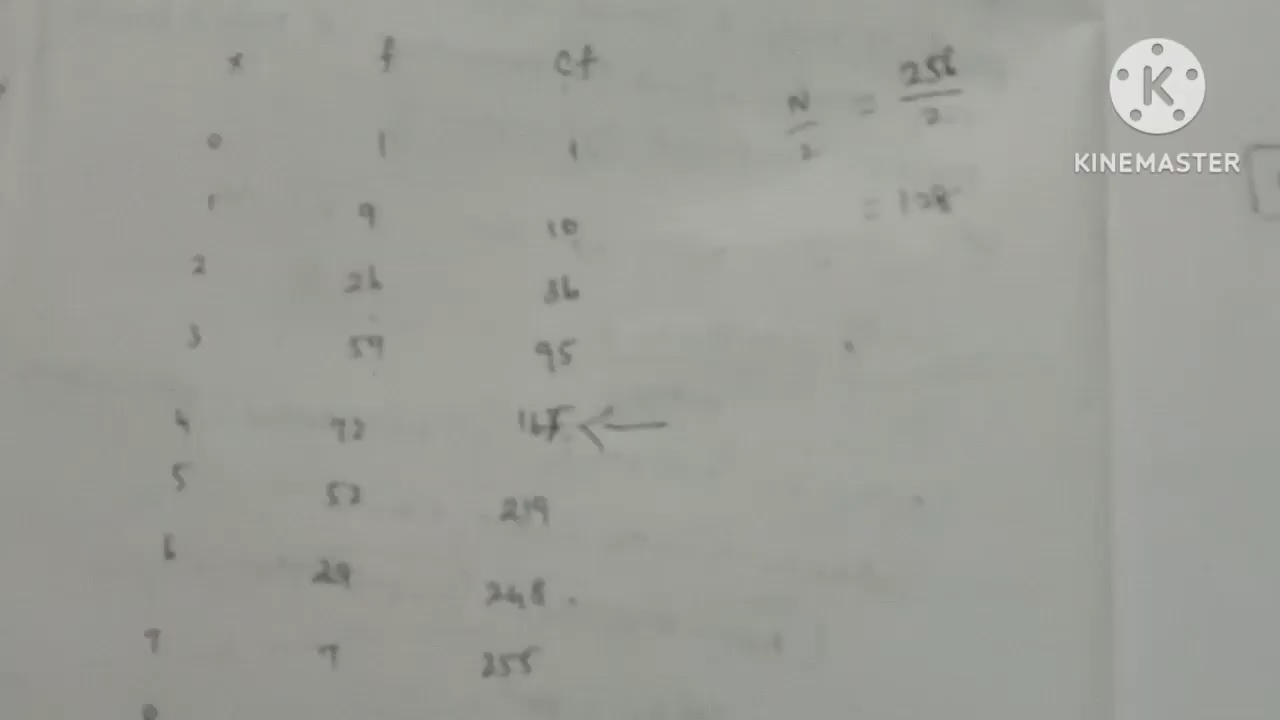 x f cf
N/2 = 256/2
0 1 1
= 128
1 9 10
2 26 36
3 59 95
4 72 167 ←
5 52 219
6 29 248
7 7 255
KINEMASTER